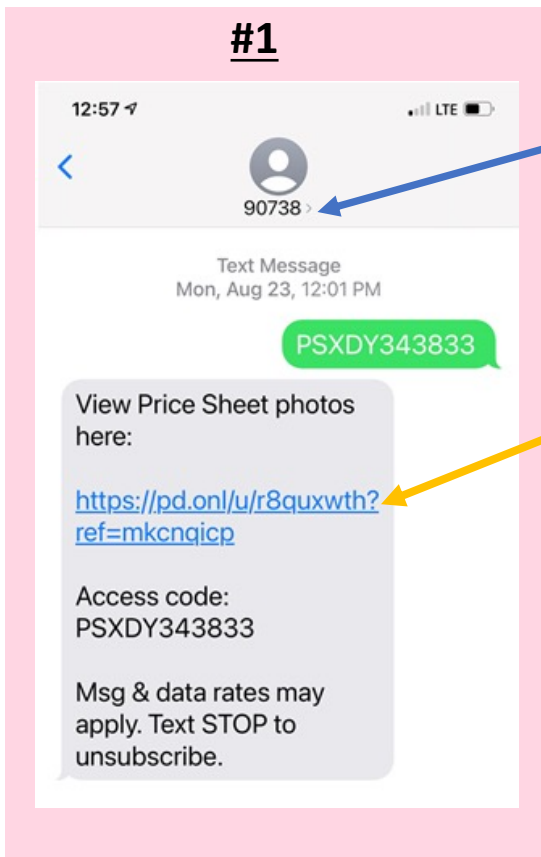 #1
12:57 LTE
90738
Text Message
Mon, Aug 23, 12:01 PM
PSXDY343833
View Price Sheet photos
here:
https://pd.onl/u/r8quxwth?
ref=mkcnqicp
Access code:
PSXDY343833
Msg & data rates may
apply. Text STOP to
unsubscribe.